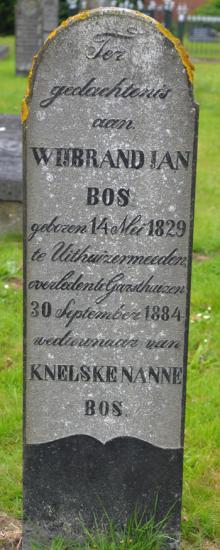 Ter
gedachtenis
aan
WIJBRAND JAN
BOS
geboren 14 Mei 1829
te Uithuizermeeden,
overleden te Garsthuizen
30 September 1884
weduwnaar van
KNELSKE NANNE
BOS.